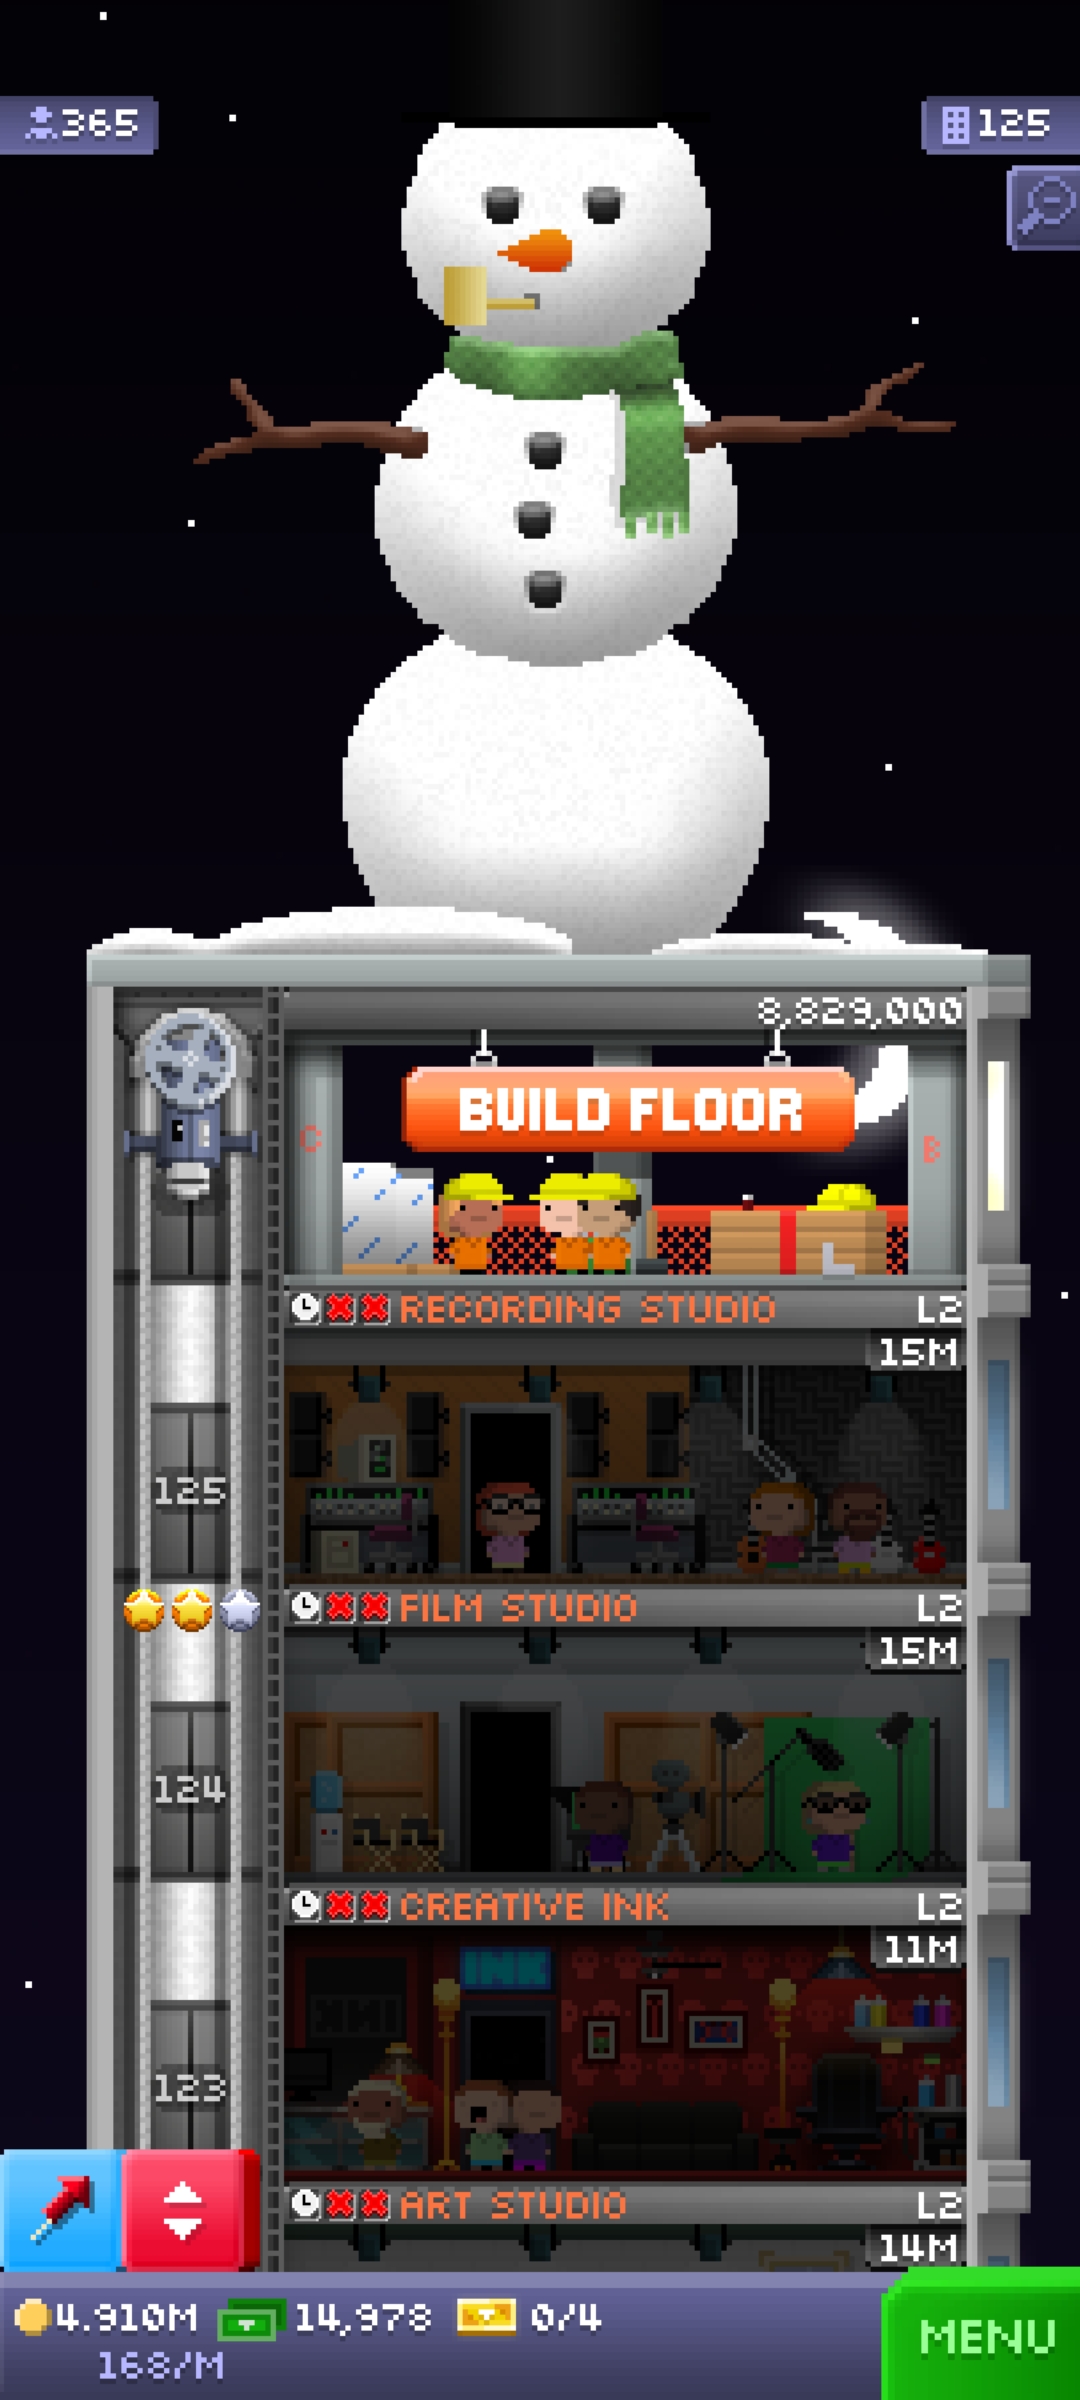 365
125
8,829,000
BUILD FLOOR
C
B
L
RECORDING STUDIO L2
15M
125
FILM STUDIO L2
15M
124
CREATIVE INK L2
11M
INK
INK
123
ART STUDIO L2
14M
4.910M 14,978 0/4
168/M
MENU